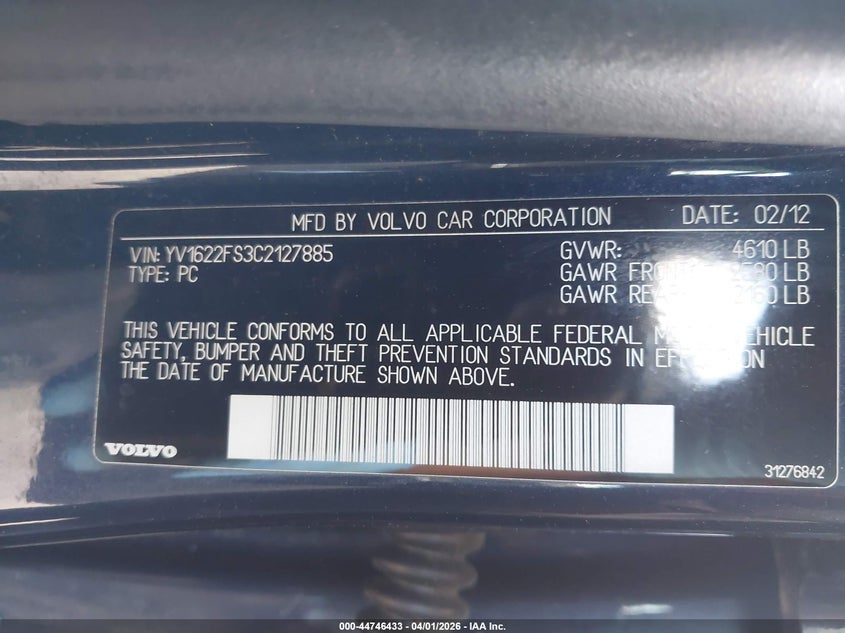 MFD BY VOLVO CAR CORPORATION DATE: 02/12
VIN: YV1622FS3C2127885 GVWR: 4610 LB
TYPE: PC GAWR LB
GAWR LB
THIS VEHICLE CONFORMS TO ALL APPLICABLE FEDERAL VEHICLE
SAFETY, BUMPER AND THEFT PREVENTION STANDARDS IN ON
THE DATE OF MANUFACTURE SHOWN ABOVE.
VOLVO
31276842
000-44746433 - 04/01/2026 - IAA Inc.